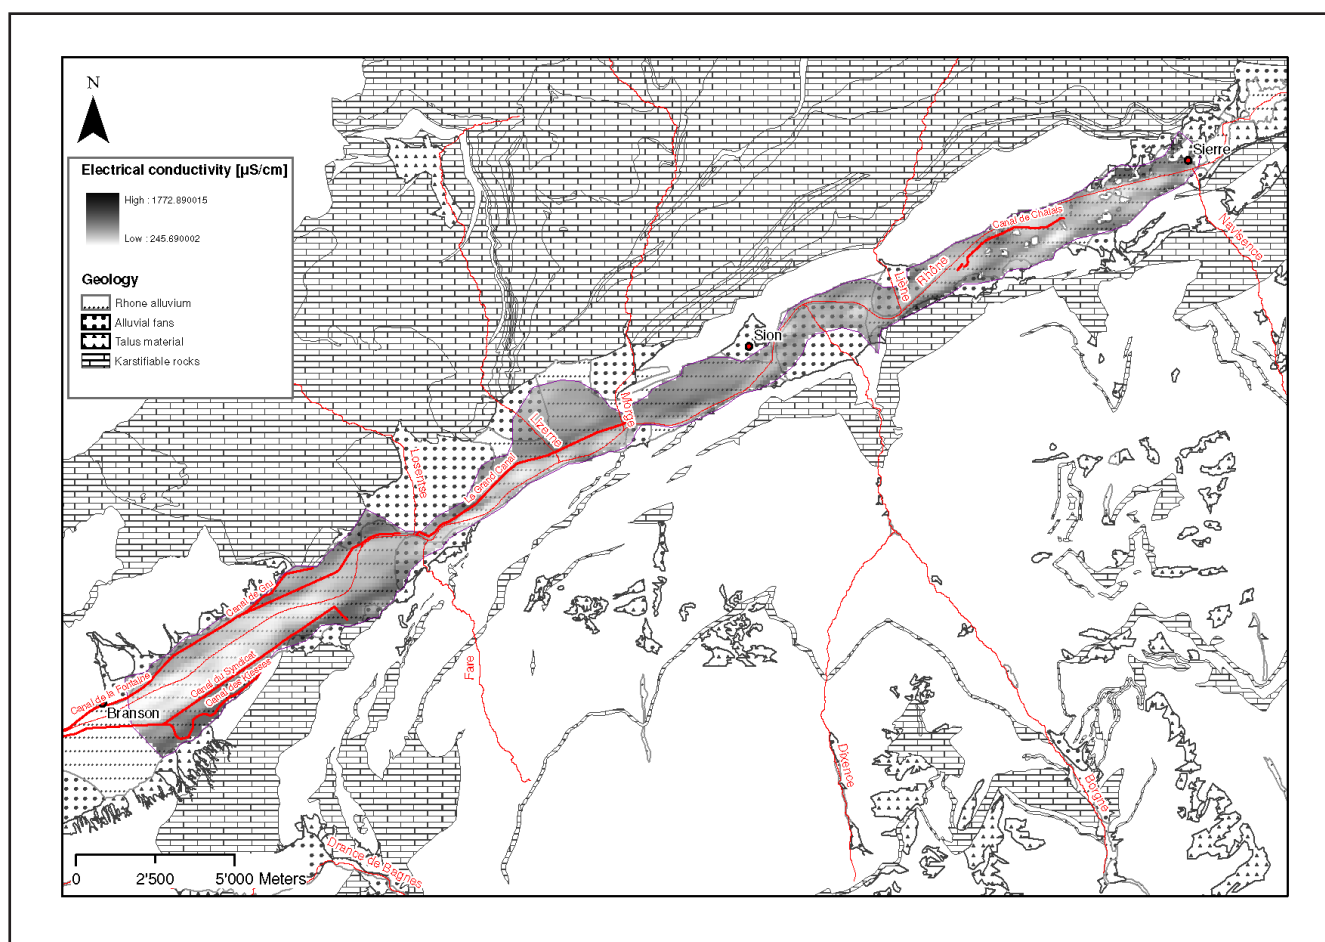 N
Electrical conductivity [µS/cm]
High : 1772.890015
Low : 245.690002
Geology
Rhone alluvium
Alluvial fans
Talus material
Karstifiable rocks
Sierre
Navisence
Canal de Chalais
Rhône
Liène
Sion
Morge
Lizerne
Le Grand Canal
Losentse
Canal de Gru
Canal du Syndicat
Canal des Ktesses
Canal de la Fontaine
Branson
Fare
Dixence
Borgne
Drance de Bagnes
0 2'500 5'000 Meters